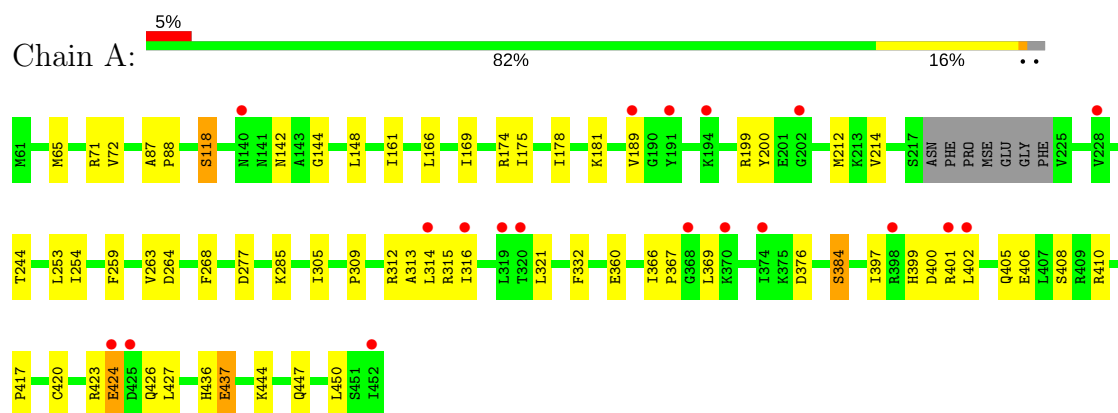 5%
Chain A:
82% 16% • •
M61 M65 R71 V72 A87 P88 S118 N140 N141 N142 A143 G144 L148 I161 L166 I169 R174 I175 I178 K181 V189 G190 Y191 K194 R199 Y200 E201 G202 M212 K213 V214 S217 ASN PHE PRO MSE GLU GLY PHE V225 V228
T244 L253 I254 F259 V263 D264 F268 D277 K285 I305 P309 R312 A313 L314 R315 I316 L319 T320 L321 F332 E360 I366 P367 G368 L369 K370 I374 K375 D376 S384 I397 R398 H399 D400 R401 L402 Q405 E406 L407 S408 R409 R410
P417 C420 R423 E424 D425 Q426 L427 H436 E437 K444 Q447 L450 S451 I452